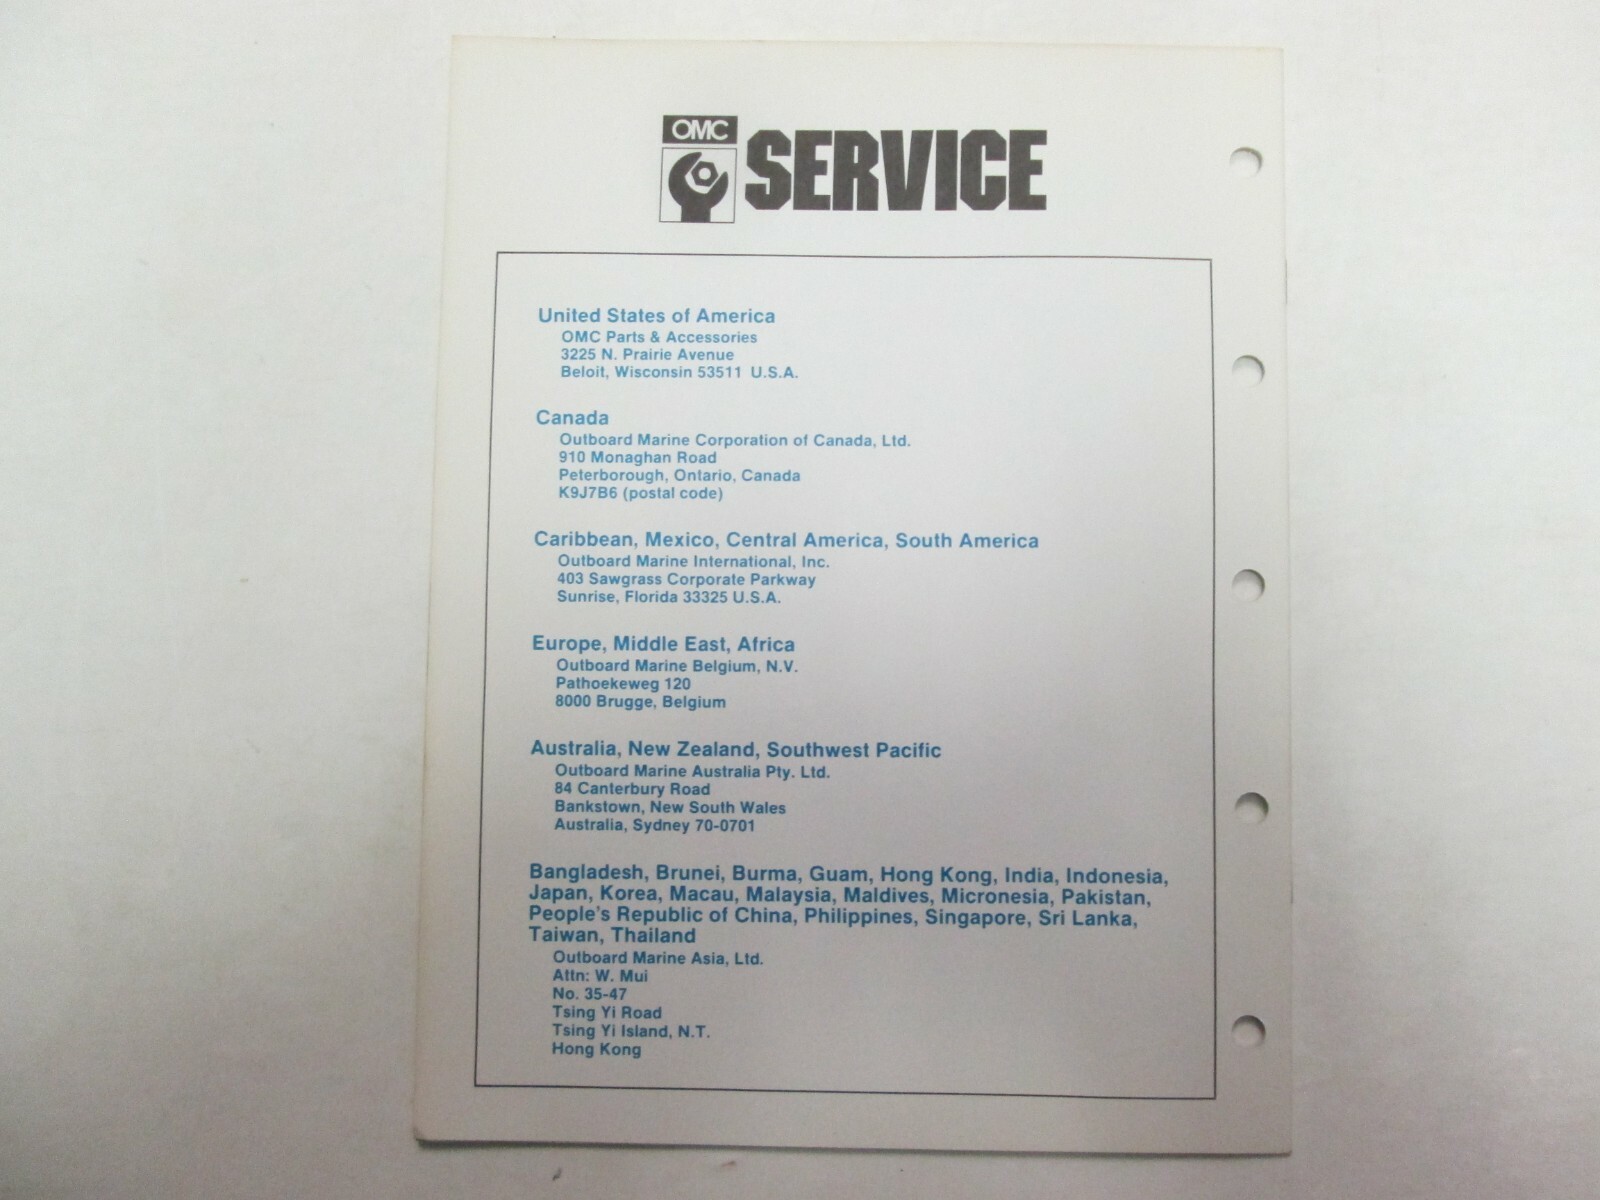 OMC
SERVICE
United States of America
OMC Parts & Accessories
3225 N. Prairie Avenue
Beloit, Wisconsin 53511 U.S.A.
Canada
Outboard Marine Corporation of Canada, Ltd.
910 Monaghan Road
Peterborough, Ontario, Canada
K9J7B6 (postal code)
Caribbean, Mexico, Central America, South America
Outboard Marine International, Inc.
403 Sawgrass Corporate Parkway
Sunrise, Florida 33325 U.S.A.
Europe, Middle East, Africa
Outboard Marine Belgium, N.V.
Pathoekeweg 120
8000 Brugge, Belgium
Australia, New Zealand, Southwest Pacific
Outboard Marine Australia Pty. Ltd.
84 Canterbury Road
Bankstown, New South Wales
Australia, Sydney 70-0701
Bangladesh, Brunei, Burma, Guam, Hong Kong, India, Indonesia,
Japan, Korea, Macau, Malaysia, Maldives, Micronesia, Pakistan,
People's Republic of China, Philippines, Singapore, Sri Lanka,
Taiwan, Thailand
Outboard Marine Asia, Ltd.
Attn: W. Mui
No. 35-47
Tsing Yi Road
Tsing Yi Island, N.T.
Hong Kong